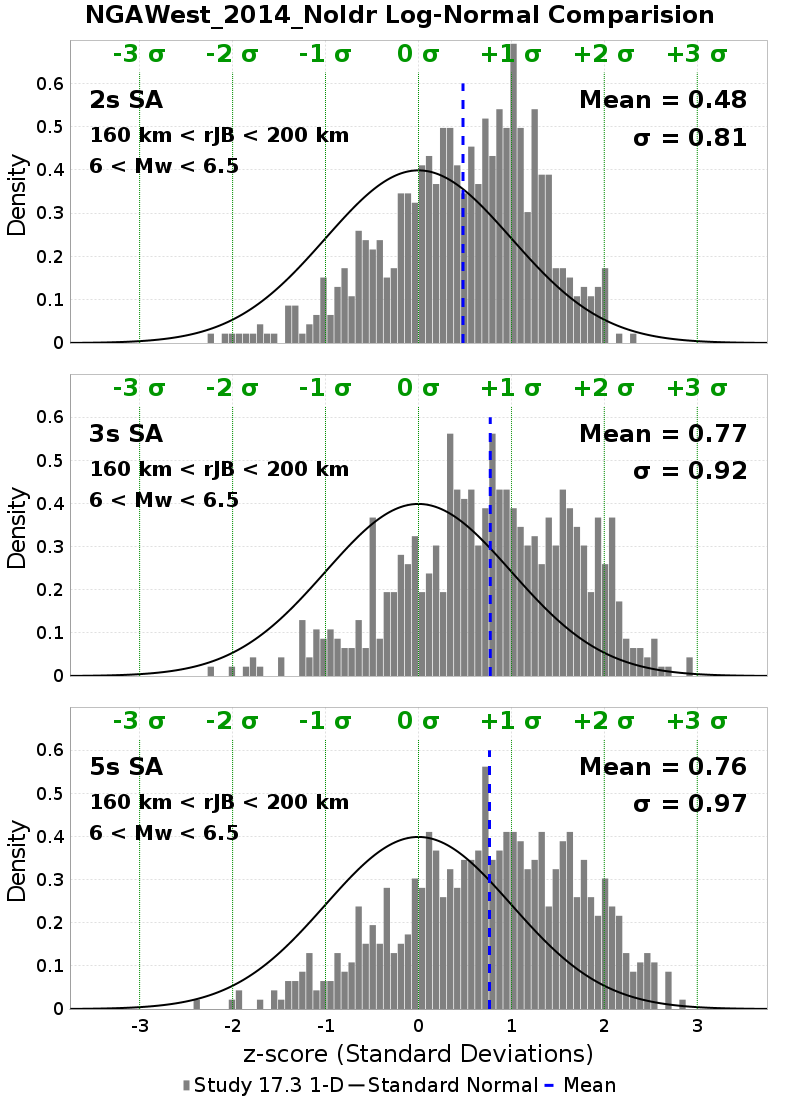 NGAWest_2014_NoIdr Log-Normal Comparision
-3 σ -2 σ -1 σ 0 σ +1 σ +2 σ +3 σ
2s SA
Mean = 0.48
160 km < rJB < 200 km
σ = 0.81
6 < Mw < 6.5
Density
0.6
0.5
0.4
0.3
0.2
0.1
0
-3 σ -2 σ -1 σ 0 σ +1 σ +2 σ +3 σ
3s SA
Mean = 0.77
160 km < rJB < 200 km
σ = 0.92
6 < Mw < 6.5
Density
0.6
0.5
0.4
0.3
0.2
0.1
0
-3 σ -2 σ -1 σ 0 σ +1 σ +2 σ +3 σ
5s SA
Mean = 0.76
160 km < rJB < 200 km
σ = 0.97
6 < Mw < 6.5
Density
0.6
0.5
0.4
0.3
0.2
0.1
0
-3 -2 -1 0 1 2 3
z-score (Standard Deviations)
Study 17.3 1-D Standard Normal Mean